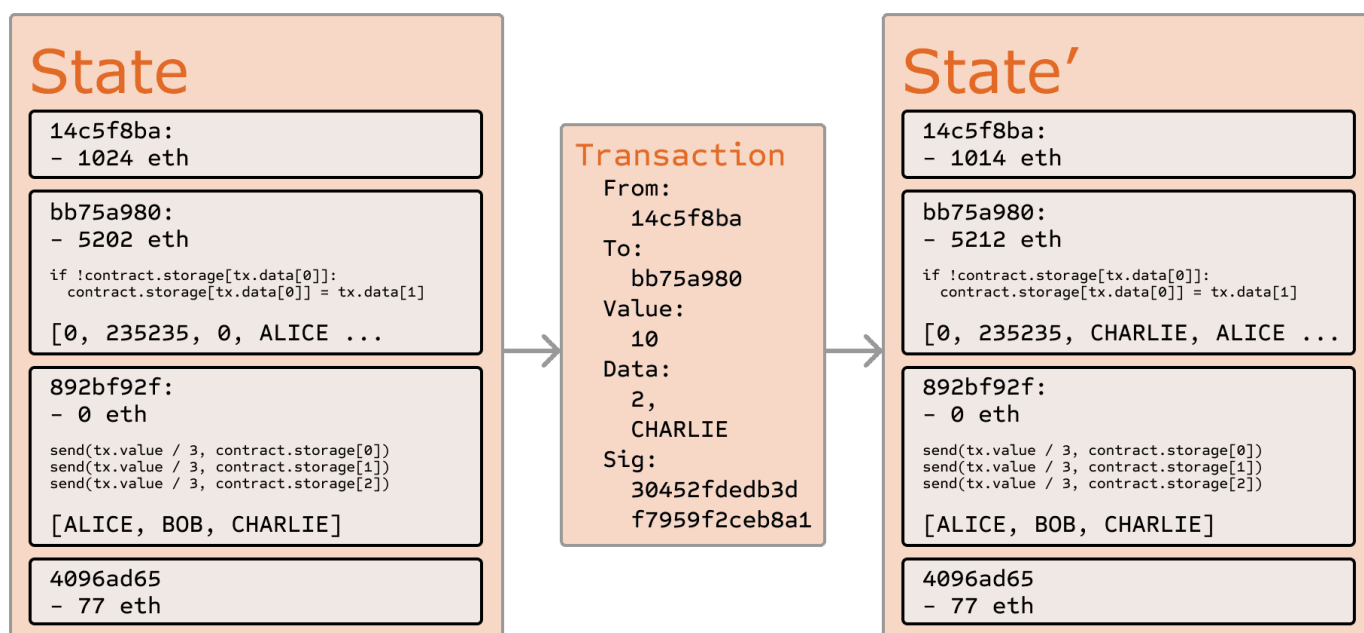 State
14c5f8ba:
- 1024 eth
bb75a980:
- 5202 eth
if !contract.storage[tx.data[0]]:
contract.storage[tx.data[0]] = tx.data[1]
[0, 235235, 0, ALICE ...
892bf92f:
- 0 eth
send(tx.value / 3, contract.storage[0])
send(tx.value / 3, contract.storage[1])
send(tx.value / 3, contract.storage[2])
[ALICE, BOB, CHARLIE]
4096ad65
- 77 eth
Transaction
From:
14c5f8ba
To:
bb75a980
Value:
10
Data:
2,
CHARLIE
Sig:
30452fdedb3d
f7959f2ceb8a1
State′
14c5f8ba:
- 1014 eth
bb75a980:
- 5212 eth
if !contract.storage[tx.data[0]]:
contract.storage[tx.data[0]] = tx.data[1]
[0, 235235, CHARLIE, ALICE ...
892bf92f:
- 0 eth
send(tx.value / 3, contract.storage[0])
send(tx.value / 3, contract.storage[1])
send(tx.value / 3, contract.storage[2])
[ALICE, BOB, CHARLIE]
4096ad65
- 77 eth